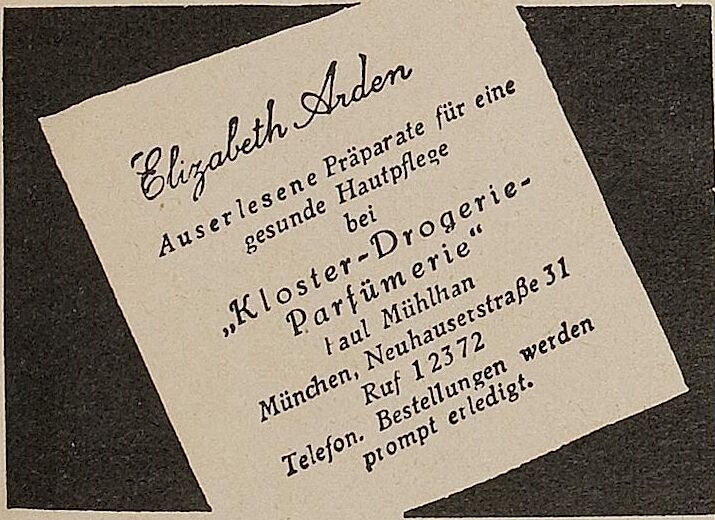 Elizabeth Arden
Auserlesene Präparate für eine
gesunde Hautpflege
bei
„Kloster-Drogerie-
Parfümerie“
Paul Mühlhan
München, Neuhauserstraße 31
Ruf 12372
Telefon. Bestellungen werden
prompt erledigt.